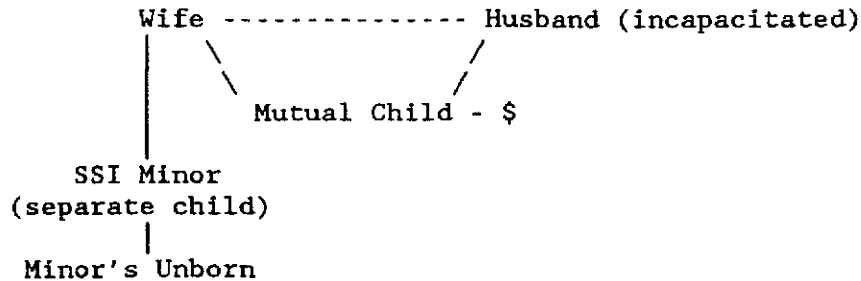 Wife --------------- Husband (incapacitated)
Mutual Child - $
SSI Minor
(separate child)
Minor's Unborn